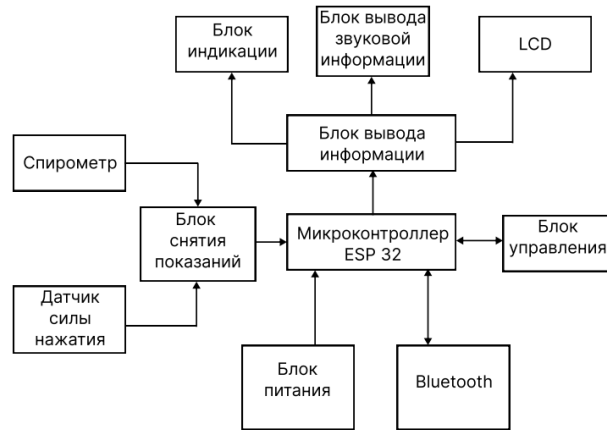 Блок
индикации
Блок вывода
звуковой
информации
LCD
Блок вывода
информации
Спирометр
Блок
снятия
показаний
Микроконтроллер
ESP 32
Блок
управления
Датчик
силы
нажатия
Блок
питания
Bluetooth